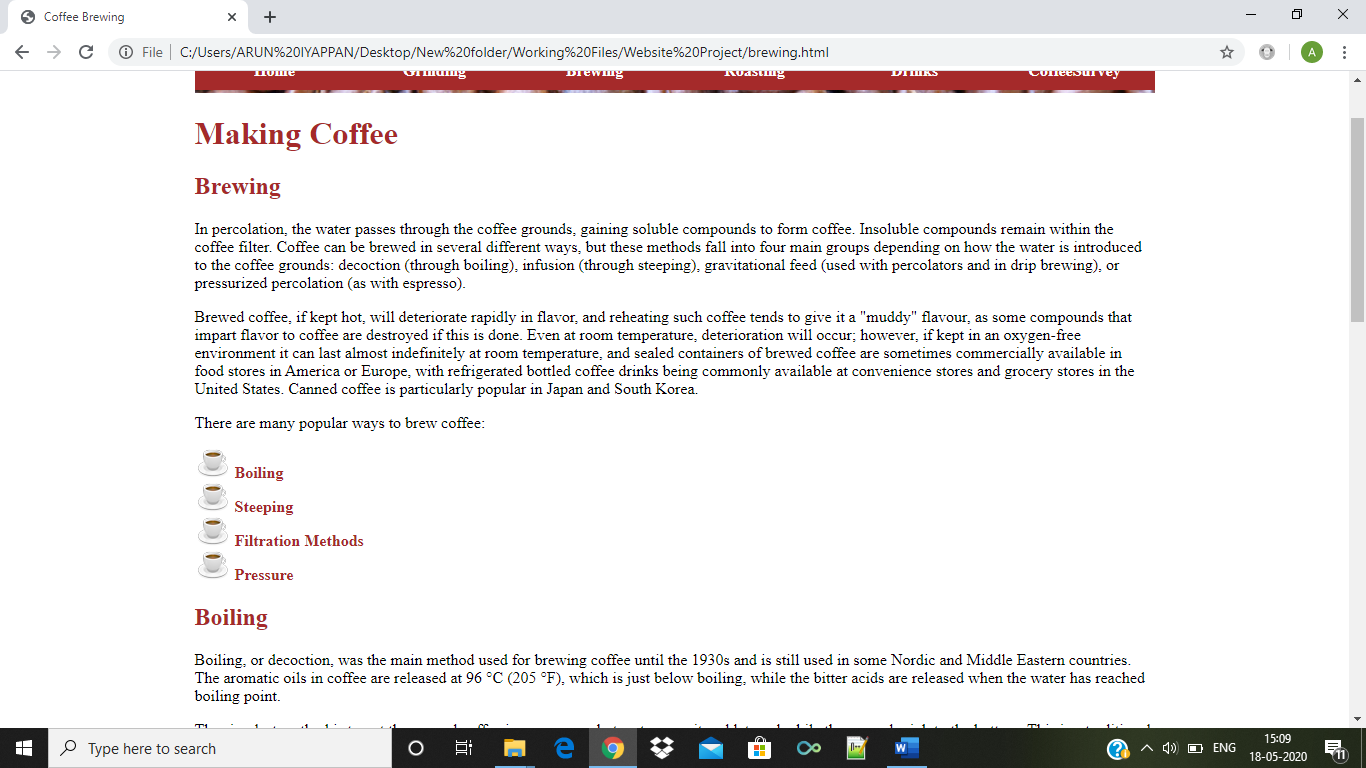 Coffee Brewing
File
C:/Users/ARUN%20IYAPPAN/Desktop/New%20folder/Working%20Files/Website%20Project/brewing.html
A
Home Grinding Brewing Roasting Drinks CoffeeSurvey
Making Coffee
Brewing
In percolation, the water passes through the coffee grounds, gaining soluble compounds to form coffee. Insoluble compounds remain within the
coffee filter. Coffee can be brewed in several different ways, but these methods fall into four main groups depending on how the water is introduced
to the coffee grounds: decoction (through boiling), infusion (through steeping), gravitational feed (used with percolators and in drip brewing), or
pressurized percolation (as with espresso).
Brewed coffee, if kept hot, will deteriorate rapidly in flavor, and reheating such coffee tends to give it a "muddy" flavour, as some compounds that
impart flavor to coffee are destroyed if this is done. Even at room temperature, deterioration will occur; however, if kept in an oxygen-free
environment it can last almost indefinitely at room temperature, and sealed containers of brewed coffee are sometimes commercially available in
food stores in America or Europe, with refrigerated bottled coffee drinks being commonly available at convenience stores and grocery stores in the
United States. Canned coffee is particularly popular in Japan and South Korea.
There are many popular ways to brew coffee:
Boiling
Steeping
Filtration Methods
Pressure
Boiling
Boiling, or decoction, was the main method used for brewing coffee until the 1930s and is still used in some Nordic and Middle Eastern countries.
The aromatic oils in coffee are released at 96 °C (205 °F), which is just below boiling, while the bitter acids are released when the water has reached
boiling point.
Type here to search
ENG
15:09
18-05-2020
11